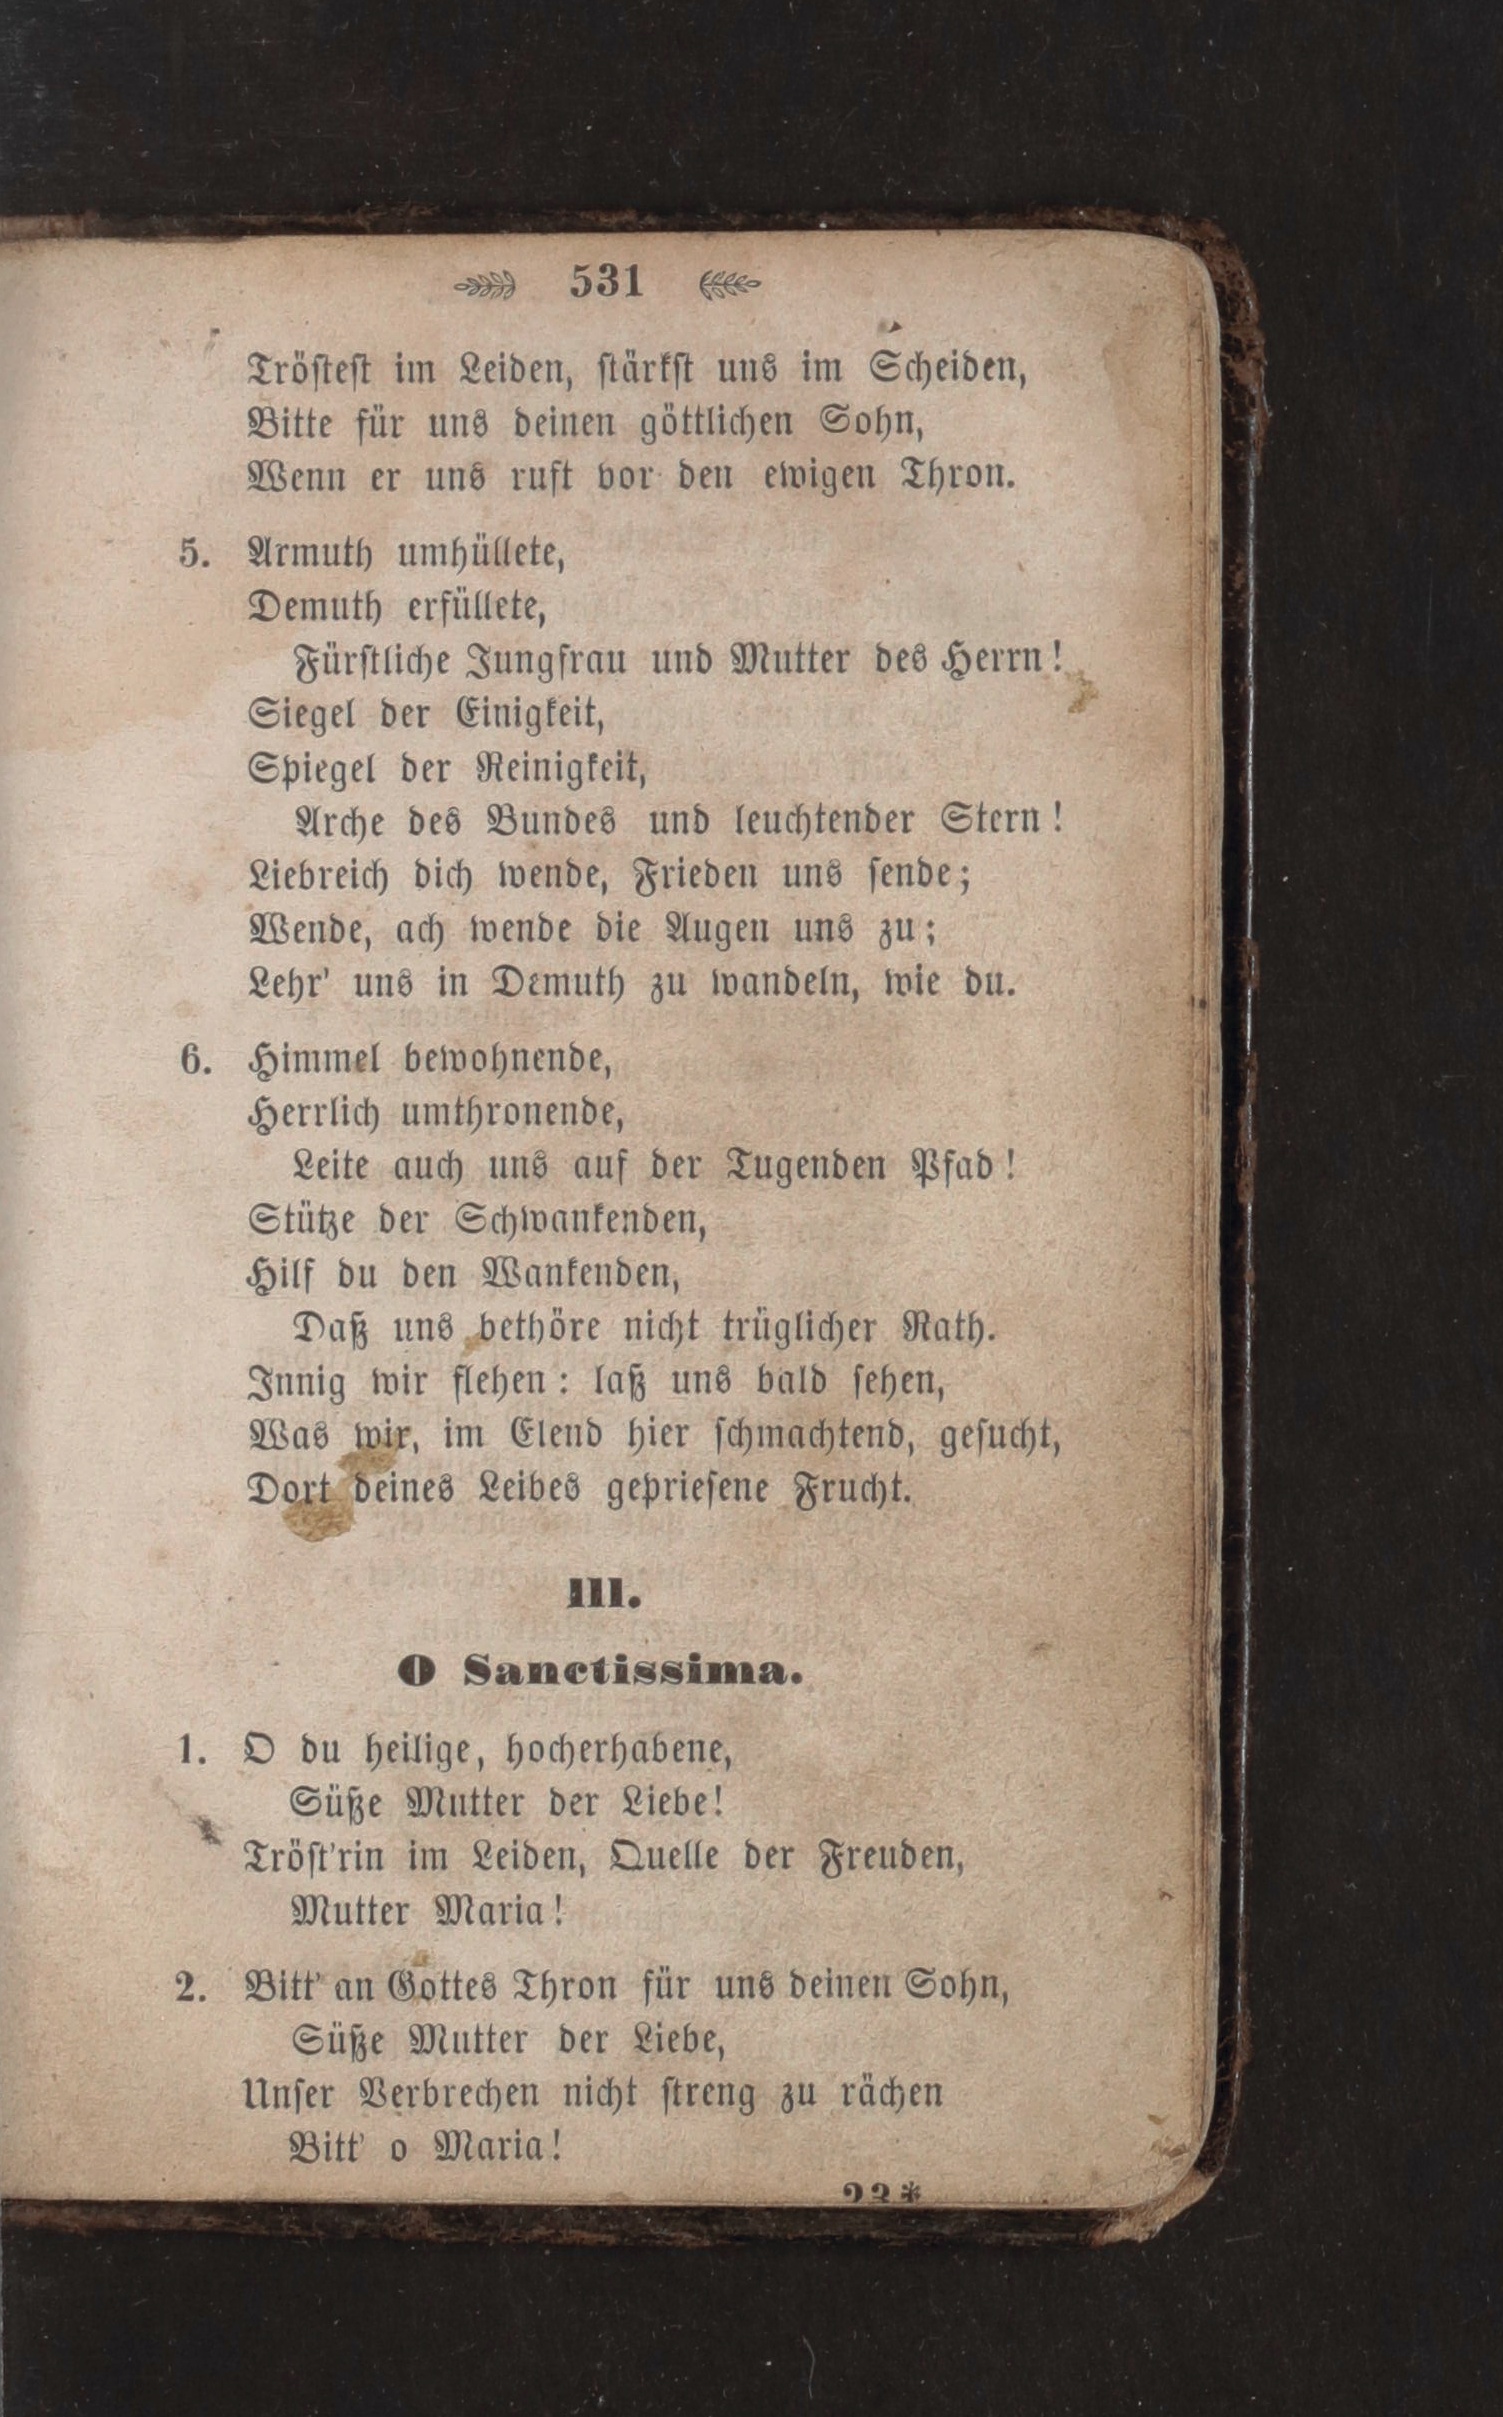 531
Tröstest im Leiden, stärkst uns im Scheiden,
Bitte für uns deinen göttlichen Sohn,
Wenn er uns ruft vor den ewigen Thron.
5. Armuth umhüllete,
Demuth erfüllete,
Fürstliche Jungfrau und Mutter des Herrn!
Siegel der Einigkeit,
Spiegel der Reinigkeit,
Arche des Bundes und leuchtender Stern!
Liebreich dich wende, Frieden uns sende;
Wende, ach wende die Augen uns zu;
Lehr' uns in Demuth zu wandeln, wie du.
6. Himmel bewohnende,
Herrlich umthronende,
Leite auch uns auf der Tugenden Pfad!
Stütze der Schwankenden,
Hilf du den Wankenden,
Daß uns bethöre nicht trüglicher Rath.
Innig wir flehen: laß uns bald sehen,
Was wir, im Elend hier schmachtend, gesucht,
Dort deines Leibes gepriesene Frucht.
III.
O Sanctissima.
1. O du heilige, hocherhabene,
Süße Mutter der Liebe!
Tröst'rin im Leiden, Quelle der Freuden,
Mutter Maria!
2. Bitt' an Gottes Thron für uns deinen Sohn,
Süße Mutter der Liebe,
Unser Verbrechen nicht streng zu rächen
Bitt' o Maria!